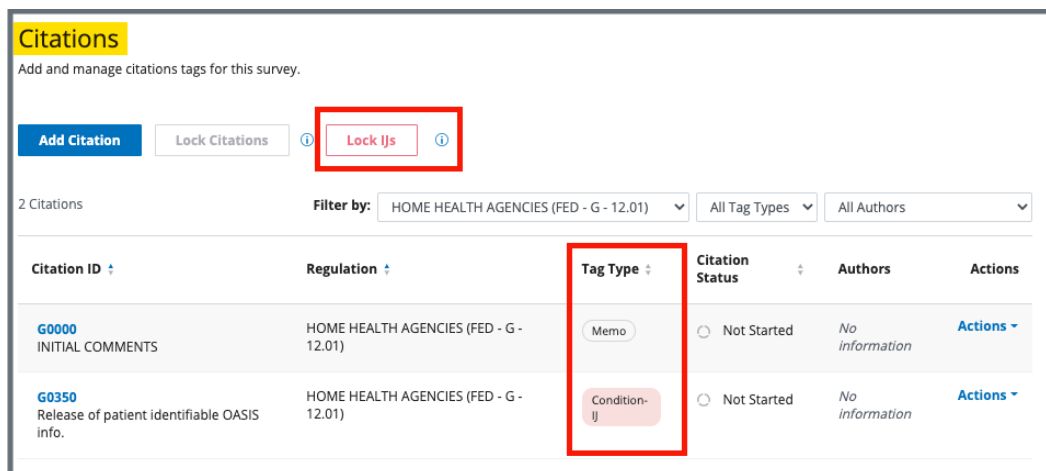 Citations
Add and manage citations tags for this survey.
Add Citation Lock Citations Lock IJs
2 Citations Filter by: HOME HEALTH AGENCIES (FED - G - 12.01) All Tag Types All Authors
Citation ID Regulation Tag Type Citation Status Authors Actions
G0000 HOME HEALTH AGENCIES (FED - G - 12.01) Memo Not Started No information Actions
INITIAL COMMENTS
G0350 HOME HEALTH AGENCIES (FED - G - 12.01) Condition-IJ Not Started No information Actions
Release of patient identifiable OASIS
info.